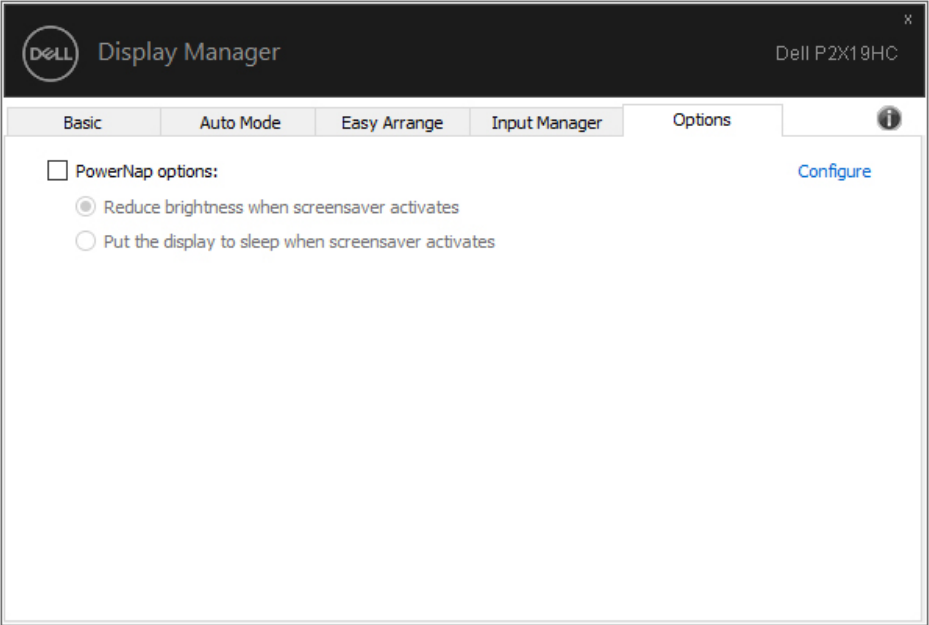 x
DELL Display Manager
Dell P2X19HC
Basic Auto Mode Easy Arrange Input Manager Options i
PowerNap options: Configure
Reduce brightness when screensaver activates
Put the display to sleep when screensaver activates